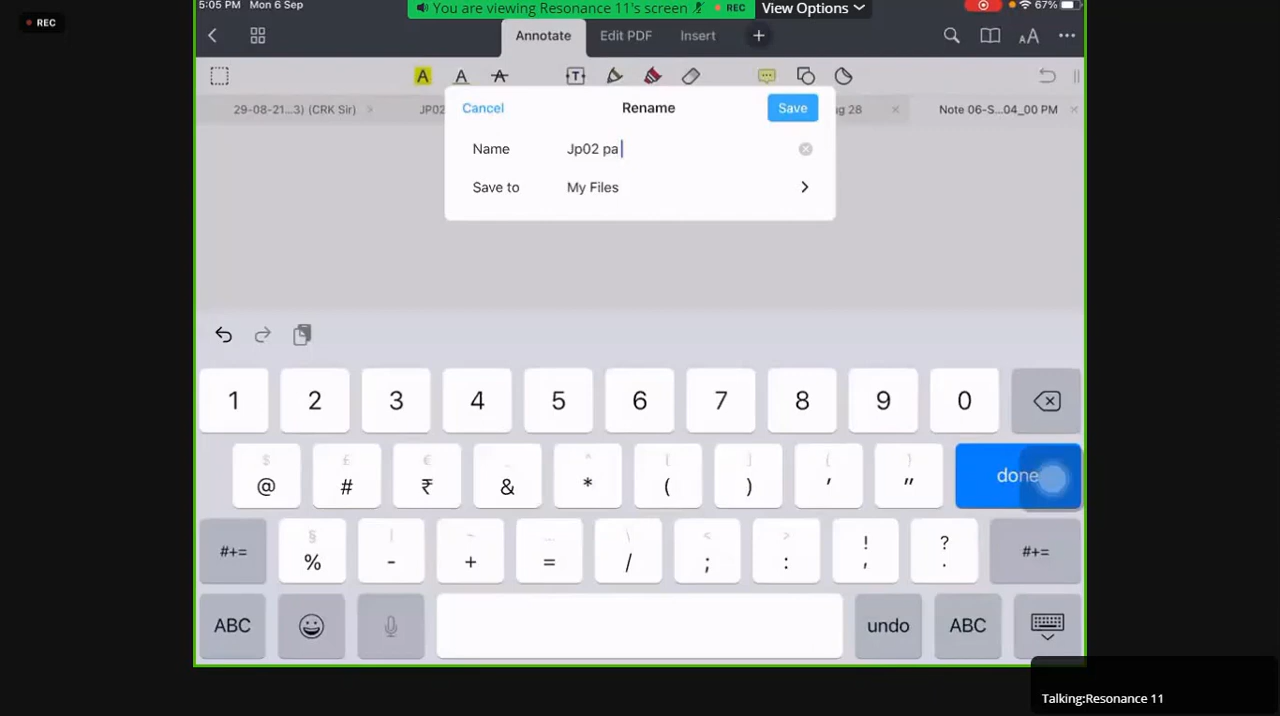 REC
5:05 PM Mon 6 Sep
You are viewing Resonance 11's screen
REC
View Options
67%
Annotate
Edit PDF
Insert
+
AA
A A A T
29-08-21...3) (CRK Sir)
JP02
ug 28
Note 06-S...04_00 PM
Cancel
Rename
Save
Name
Jp02 pa
Save to
My Files
1 2 3 4 5 6 7 8 9 0
$ £ € _ ^ [ ] { }
@ # ₹ & * ( ) ' "
done
§ | ~ … \ < > ! ?
#+= % - + = / ; : , . #+=
ABC
undo
ABC
Talking:Resonance 11